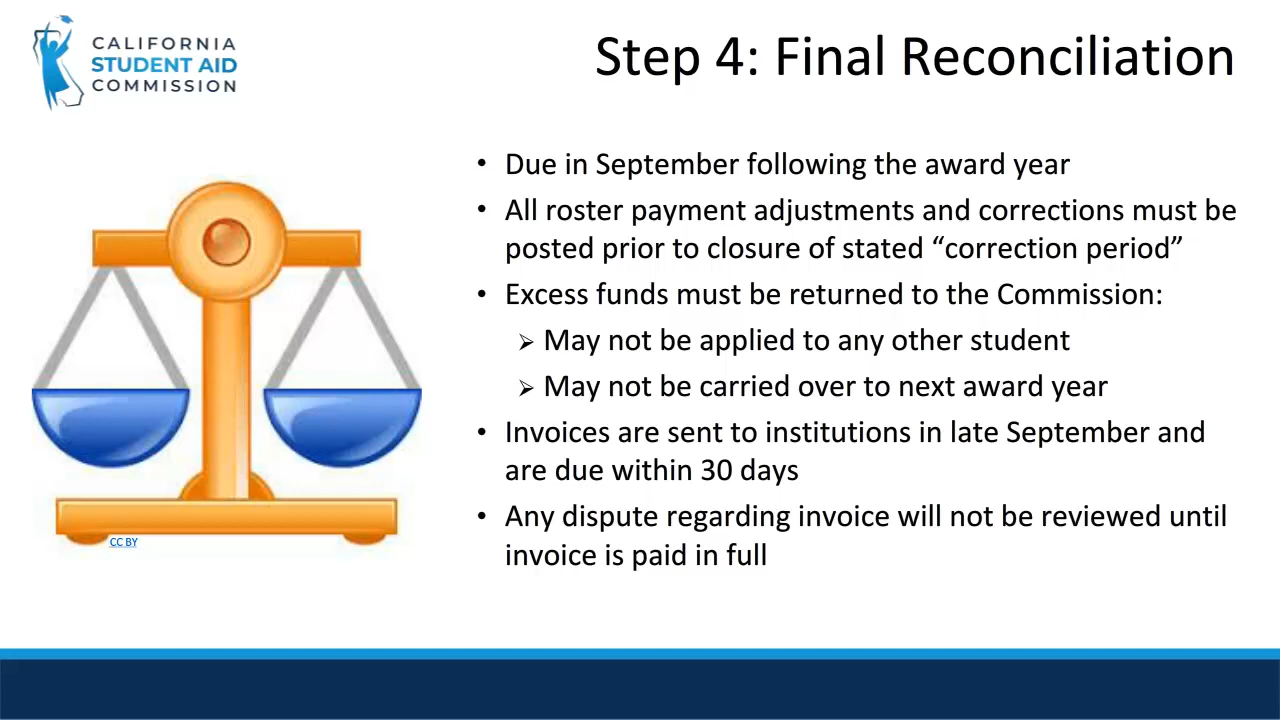 CALIFORNIA
STUDENT AID
COMMISSION
Step 4: Final Reconciliation
• Due in September following the award year
• All roster payment adjustments and corrections must be
posted prior to closure of stated “correction period”
• Excess funds must be returned to the Commission:
➢ May not be applied to any other student
➢ May not be carried over to next award year
• Invoices are sent to institutions in late September and
are due within 30 days
• Any dispute regarding invoice will not be reviewed until
invoice is paid in full
CC BY